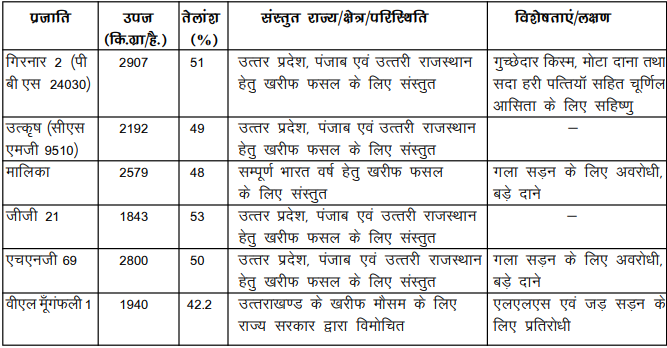 प्रजाति उपज तेलांश संस्तुत राज्य/क्षेत्र/परिस्थिति विशेषताएं/लक्षण
(कि.ग्रा/है.) (%)
गिरनार 2 (पी 2907 51 उत्तर प्रदेश, पंजाब एवं उत्तरी राजस्थान गुच्छेदार किस्म, मोटा दाना तथा
बी एस 24030) हेतु खरीफ फसल के लिए संस्तुत सदा हरी पत्तियॉ सहित चूर्णिल
आसिता के लिए सहिष्णु
उत्कृष (सीएस 2192 49 उत्तर प्रदेश, पंजाब एवं उत्तरी राजस्थान –
एमजी 9510) हेतु खरीफ फसल के लिए संस्तुत
मालिका 2579 48 सम्पूर्ण भारत वर्ष हेतु खरीफ फसल गला सड़न के लिए अवरोधी,
के लिए संस्तुत बड़े दाने
जीजी 21 1843 53 उत्तर प्रदेश, पंजाब एवं उत्तरी राजस्थान –
हेतु खरीफ फसल के लिए संस्तुत
एचएनजी 69 2800 50 उत्तर प्रदेश, पंजाब एवं उत्तरी राजस्थान गला सड़न के लिए अवरोधी,
हेतु खरीफ फसल के लिए संस्तुत बड़े दाने
वीएल मूँगफली 1 1940 42.2 उत्तराखण्ड के खरीफ मौसम के लिए एलएलएस एवं जड़ सड़न के
राज्य सरकार द्वारा विमोचित लिए प्रतिरोधी